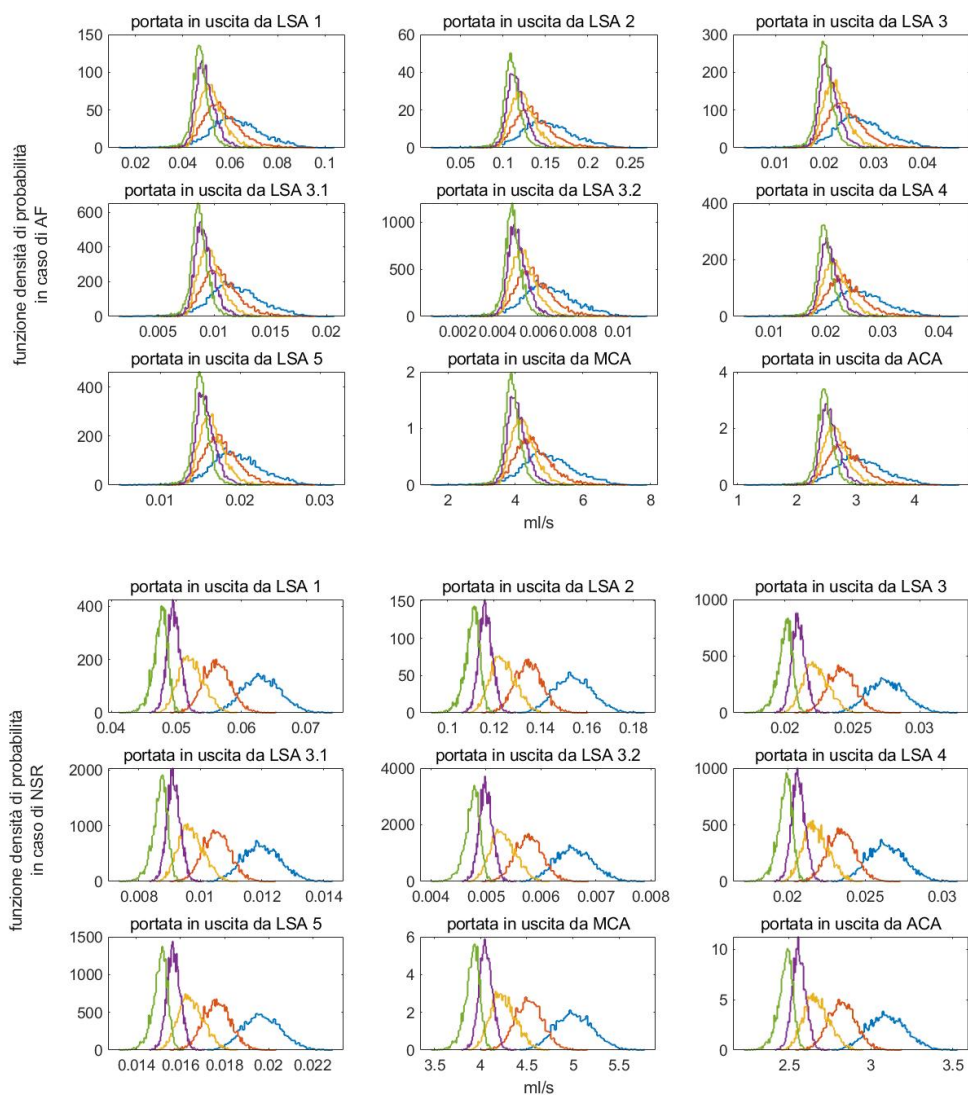 portata in uscita da LSA 1
portata in uscita da LSA 2
portata in uscita da LSA 3
150
100
50
0
0.02 0.04 0.06 0.08 0.1
60
40
20
0
0.05 0.1 0.15 0.2 0.25
300
200
100
0
0.01 0.02 0.03 0.04
funzione densità di probabilità
in caso di AF
portata in uscita da LSA 3.1
portata in uscita da LSA 3.2
portata in uscita da LSA 4
600
400
200
0
0.005 0.01 0.015 0.02
1000
500
0
0.002 0.004 0.006 0.008 0.01
400
200
0
0.01 0.02 0.03 0.04
portata in uscita da LSA 5
portata in uscita da MCA
portata in uscita da ACA
400
200
0
0.01 0.02 0.03
2
1
0
2 4 6 8
4
2
0
1 2 3 4
ml/s
portata in uscita da LSA 1
portata in uscita da LSA 2
portata in uscita da LSA 3
400
200
0
0.04 0.05 0.06 0.07
150
100
50
0
0.1 0.12 0.14 0.16 0.18
1000
500
0
0.02 0.025 0.03
funzione densità di probabilità
in caso di NSR
portata in uscita da LSA 3.1
portata in uscita da LSA 3.2
portata in uscita da LSA 4
2000
1000
0
0.008 0.01 0.012 0.014
4000
2000
0
0.004 0.005 0.006 0.007 0.008
1000
500
0
0.02 0.025 0.03
portata in uscita da LSA 5
portata in uscita da MCA
portata in uscita da ACA
1500
1000
500
0
0.014 0.016 0.018 0.02 0.022
6
4
2
0
3.5 4 4.5 5 5.5
10
5
0
2.5 3 3.5
ml/s